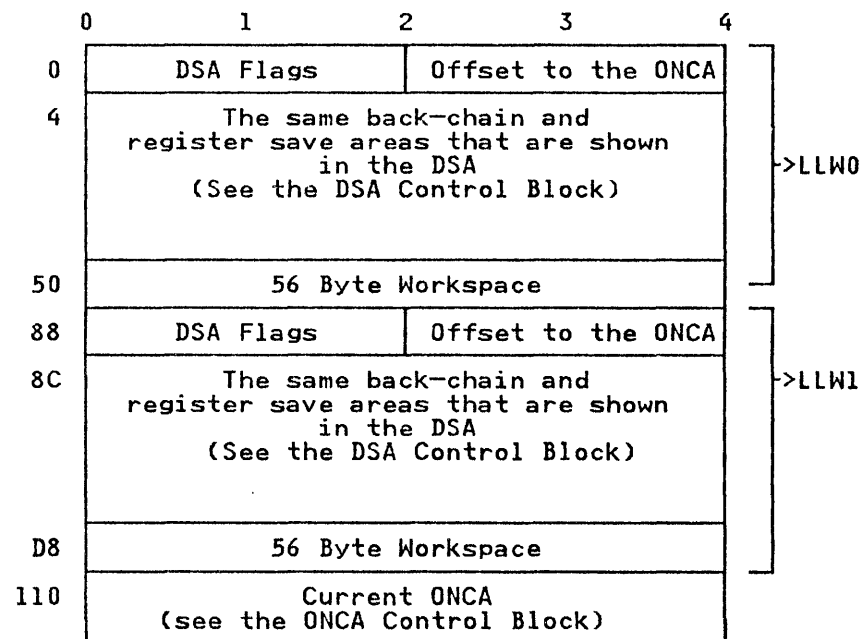 0 1 2 3 4
0 DSA Flags Offset to the ONCA
4 The same back-chain and
register save areas that are shown
in the DSA
>LLW0
(See the DSA Control Block)
50 56 Byte Workspace
88 DSA Flags Offset to the ONCA
8C The same back-chain and >LLW1
register save areas that are shown
in the DSA
(See the DSA Control Block)
D8 56 Byte Workspace
110 Current ONCA
(see the ONCA Control Block)